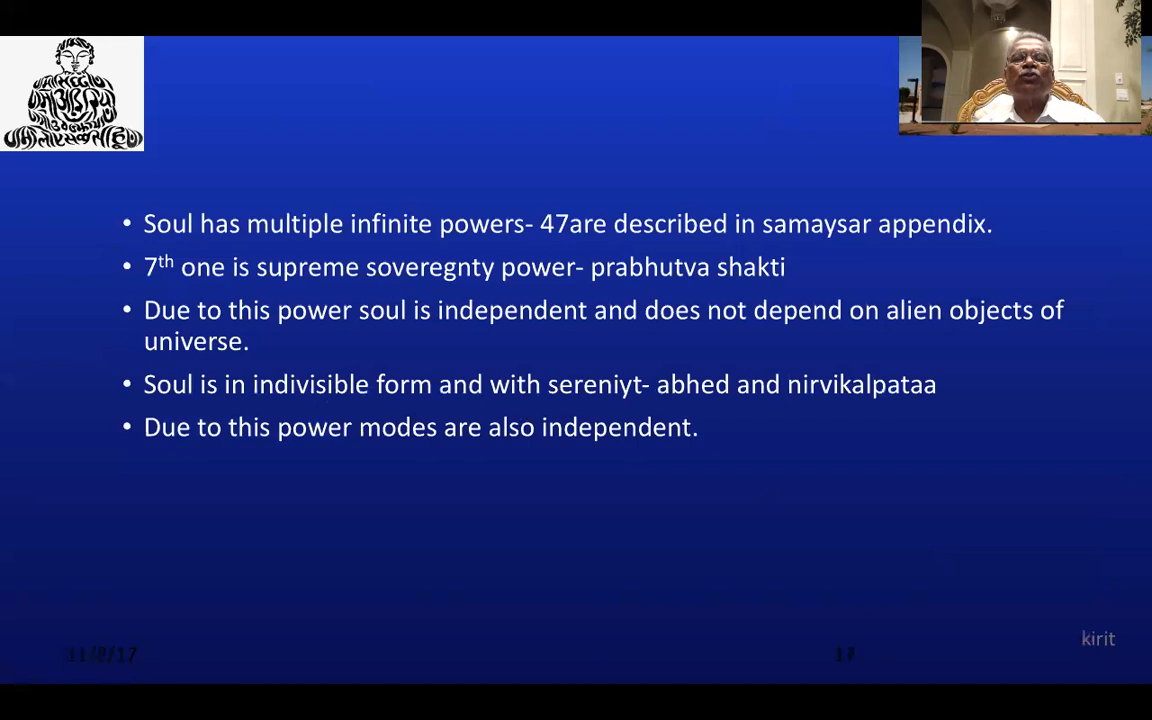 • Soul has multiple infinite powers- 47are described in samaysar appendix.
• 7th one is supreme soveregnty power- prabhutva shakti
• Due to this power soul is independent and does not depend on alien objects of
universe.
• Soul is in indivisible form and with sereniyt- abhed and nirvikalpataa
• Due to this power modes are also independent.
kirit